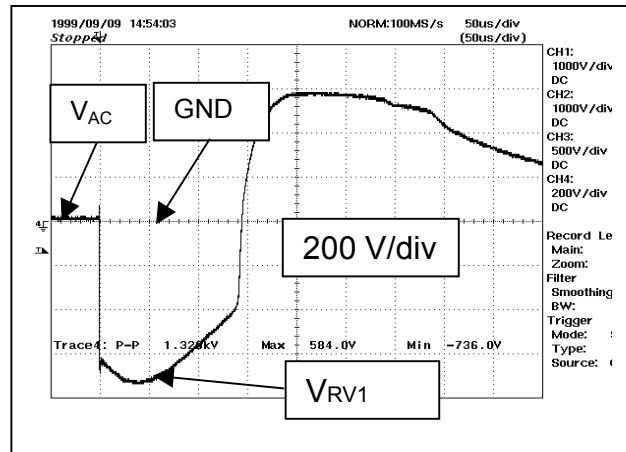 1999/09/09 14:54:03 NORM:100MS/s 50us/div
Stopped (50us/div)
CH1:
1000V/div
DC
CH2:
1000V/div
DC
CH3:
500V/div
DC
CH4:
200V/div
DC
VAC
GND
200 V/div
Record Le
Main:
Zoom:
Filter
Smoothing
BW:
Trigger
Mode:
Type:
Source:
Trace4: P-P 1.320kV Max 584.0V Min -736.0V
VRV1